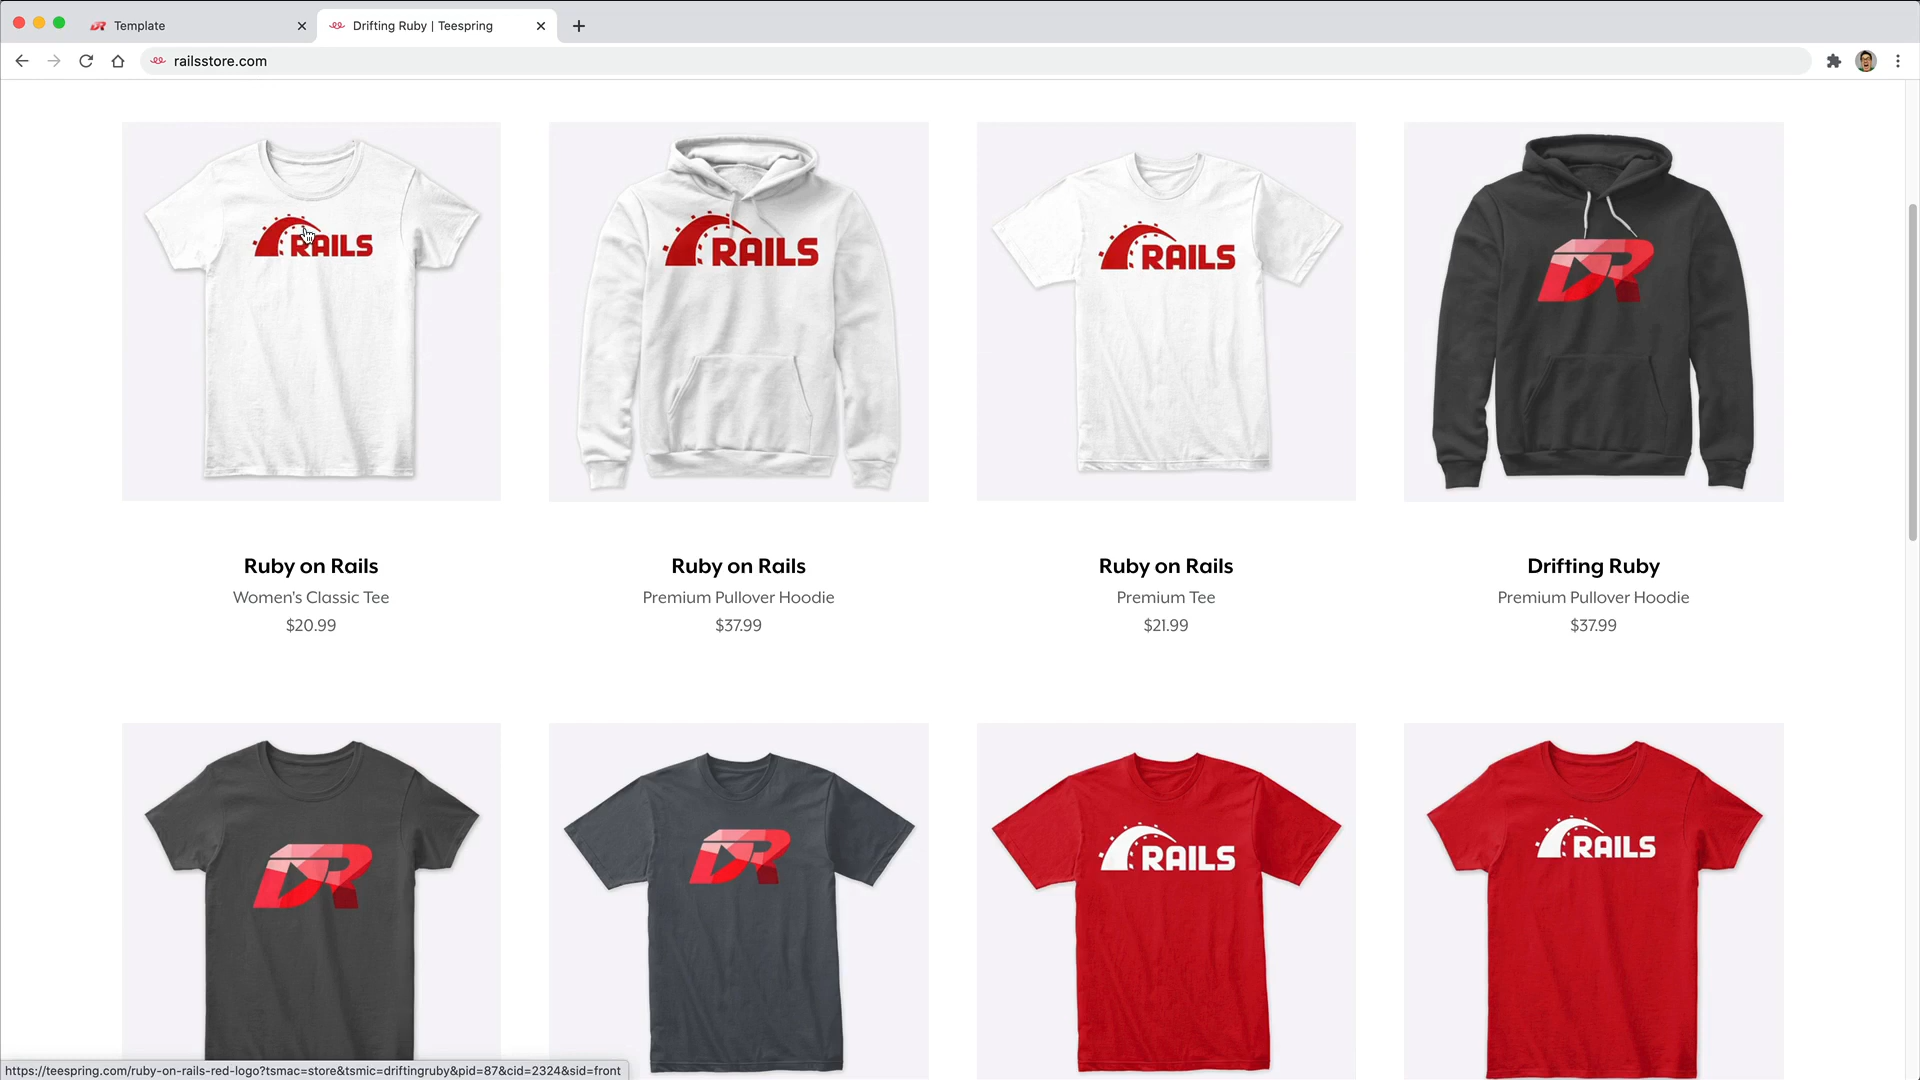 Template
Drifting Ruby | Teespring
railsstore.com
RAILS
RAILS
RAILS
DR
Ruby on Rails
Women's Classic Tee
$20.99
Ruby on Rails
Premium Pullover Hoodie
$37.99
Ruby on Rails
Premium Tee
$21.99
Drifting Ruby
Premium Pullover Hoodie
$37.99
DR
DR
RAILS
RAILS
https://teespring.com/ruby-on-rails-red-logo?tsmac=store&tsmic=driftingruby&pid=87&cid=2324&sid=front